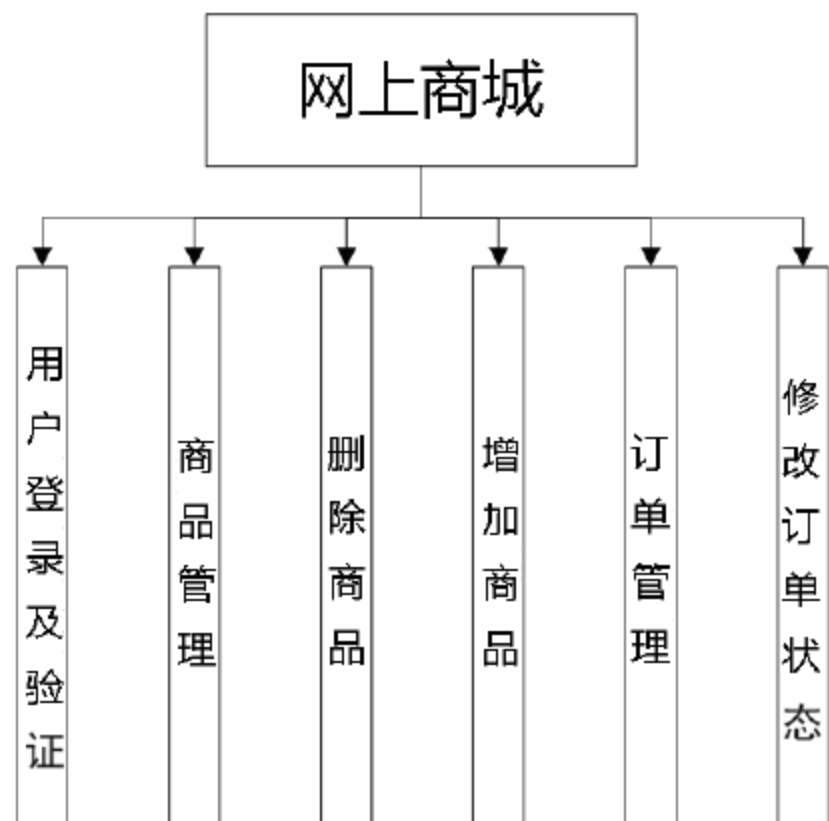 网上商城
用户登录及验证
商品管理
删除商品
增加商品
订单管理
修改订单状态